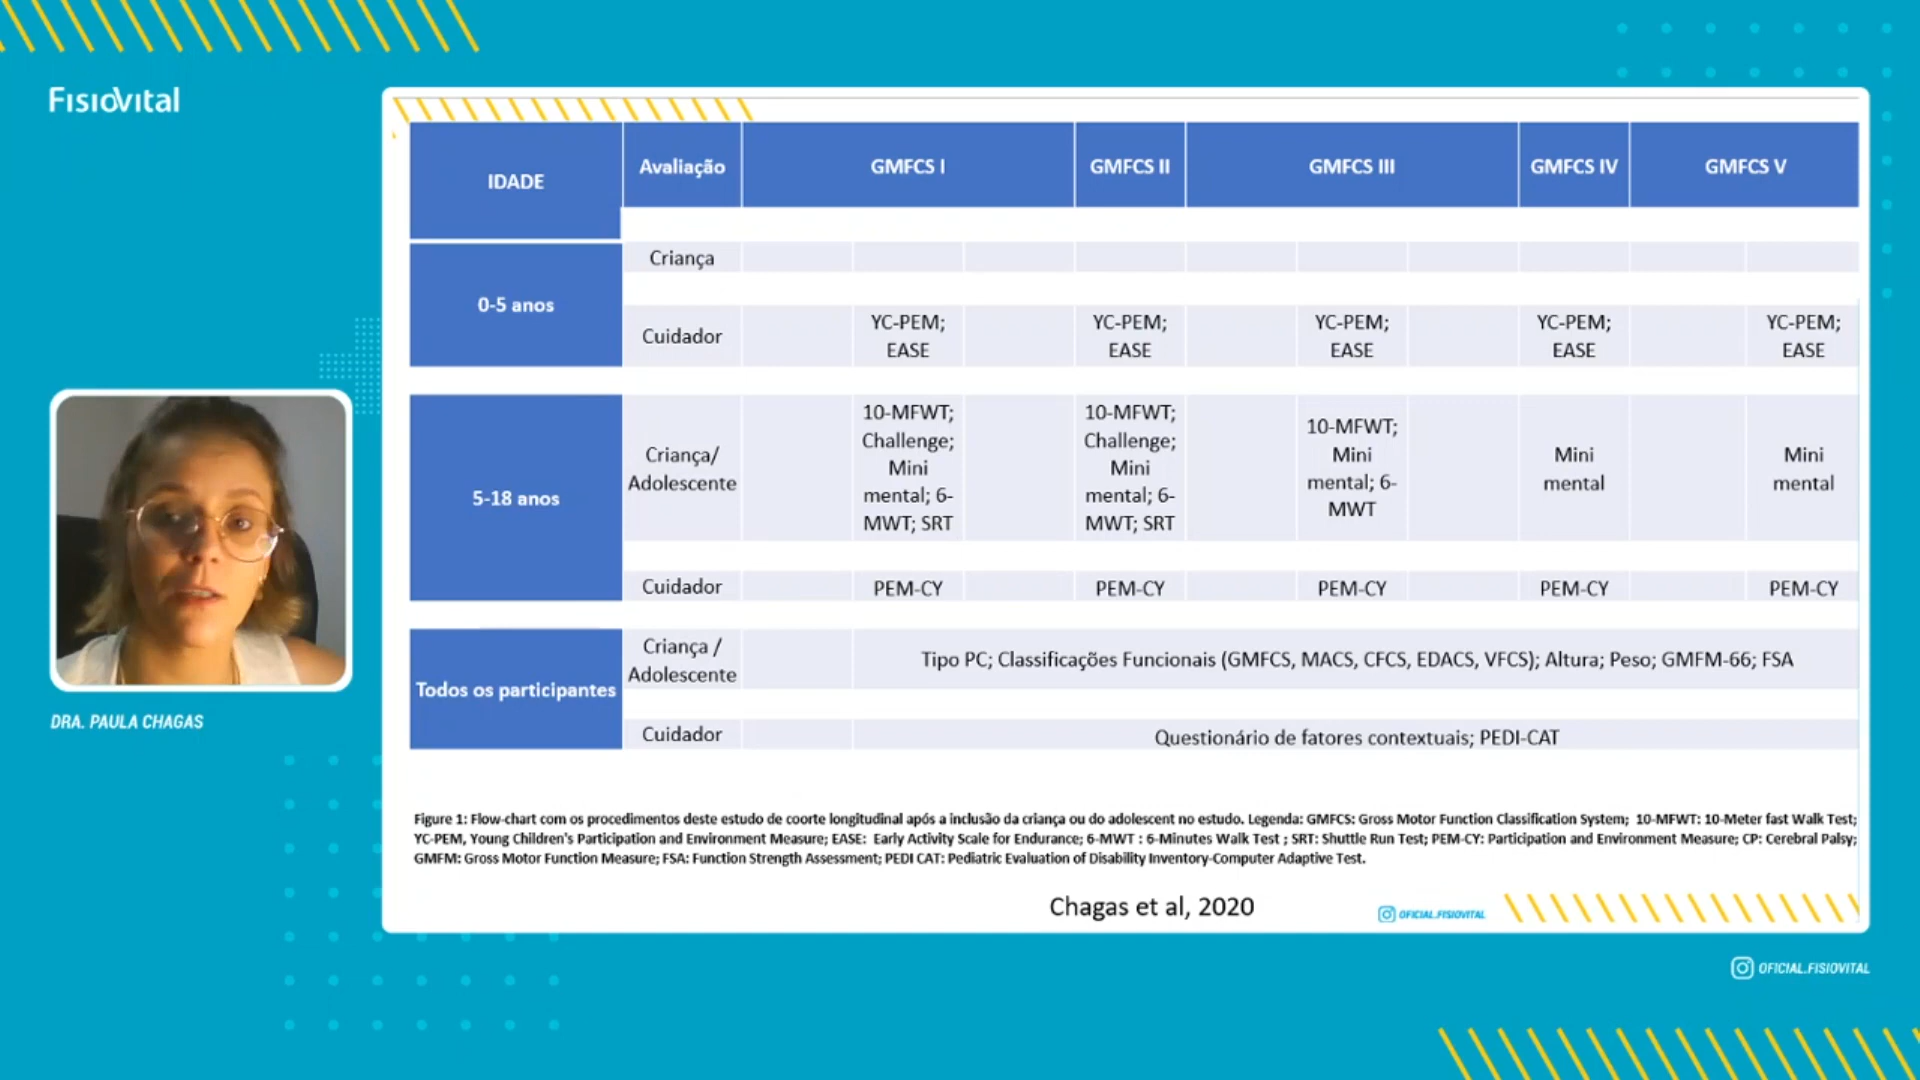 FisioVital
IDADE
Avaliação
GMFCS I
GMFCS II
GMFCS III
GMFCS IV
GMFCS V
0-5 anos
Criança
Cuidador
YC-PEM;
EASE
YC-PEM;
EASE
YC-PEM;
EASE
YC-PEM;
EASE
YC-PEM;
EASE
5-18 anos
Criança/
Adolescente
10-MFWT;
Challenge;
Mini
mental; 6-
MWT; SRT
10-MFWT;
Challenge;
Mini
mental; 6-
MWT; SRT
10-MFWT;
Mini
mental; 6-
MWT
Mini
mental
Mini
mental
Cuidador
PEM-CY
PEM-CY
PEM-CY
PEM-CY
PEM-CY
Todos os participantes
Criança /
Adolescente
Tipo PC; Classificações Funcionais (GMFCS, MACS, CFCS, EDACS, VFCS); Altura; Peso; GMFM-66; FSA
Cuidador
Questionário de fatores contextuais; PEDI-CAT
DRA. PAULA CHAGAS
Figure 1: Flow-chart com os procedimentos deste estudo de coorte longitudinal após a inclusão da criança ou do adolescent no estudo. Legenda: GMFCS: Gross Motor Function Classification System; 10-MFWT: 10-Meter fast Walk Test;
YC-PEM, Young Children's Participation and Environment Measure; EASE: Early Activity Scale for Endurance; 6-MWT : 6-Minutes Walk Test ; SRT: Shuttle Run Test; PEM-CY: Participation and Environment Measure; CP: Cerebral Palsy;
GMFM: Gross Motor Function Measure; FSA: Function Strength Assessment; PEDI CAT: Pediatric Evaluation of Disability Inventory-Computer Adaptive Test.
Chagas et al, 2020
OFICIAL.FISIOVITAL
OFICIAL.FISIOVITAL